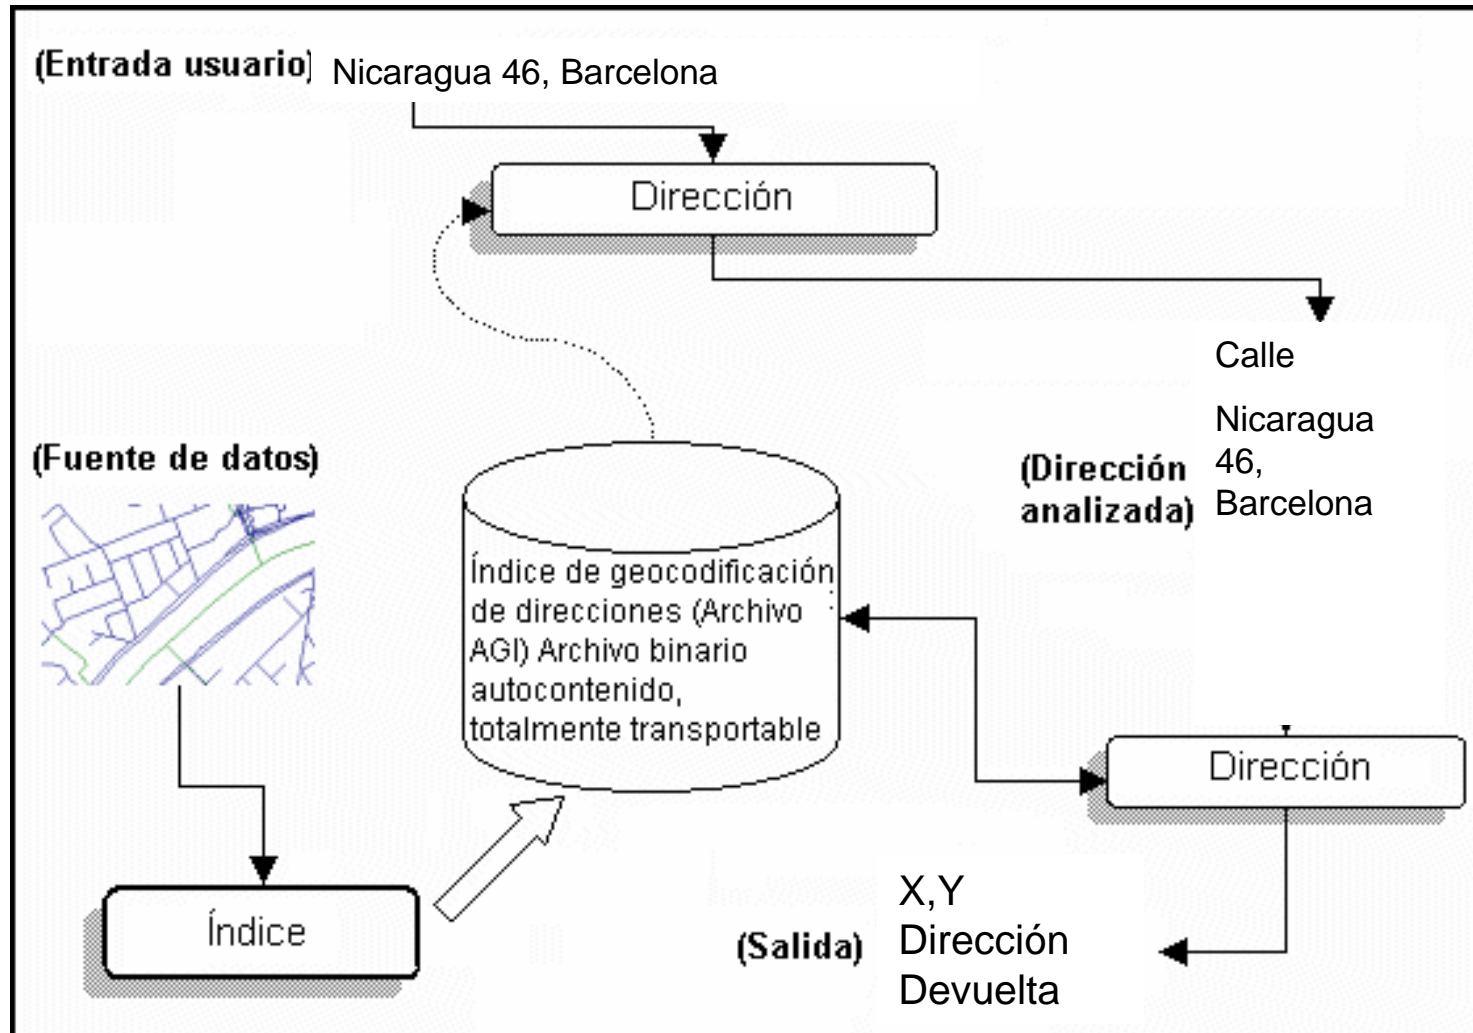 (Entrada usuario) Nicaragua 46, Barcelona
Dirección
Calle
Nicaragua
46,
Barcelona
(Dirección
analizada)
(Fuente de datos)
Índice de geocodificación
de direcciones (Archivo
AGI) Archivo binario
autocontenido,
totalmente transportable
Dirección
Índice
(Salida)
X,Y
Dirección
Devuelta